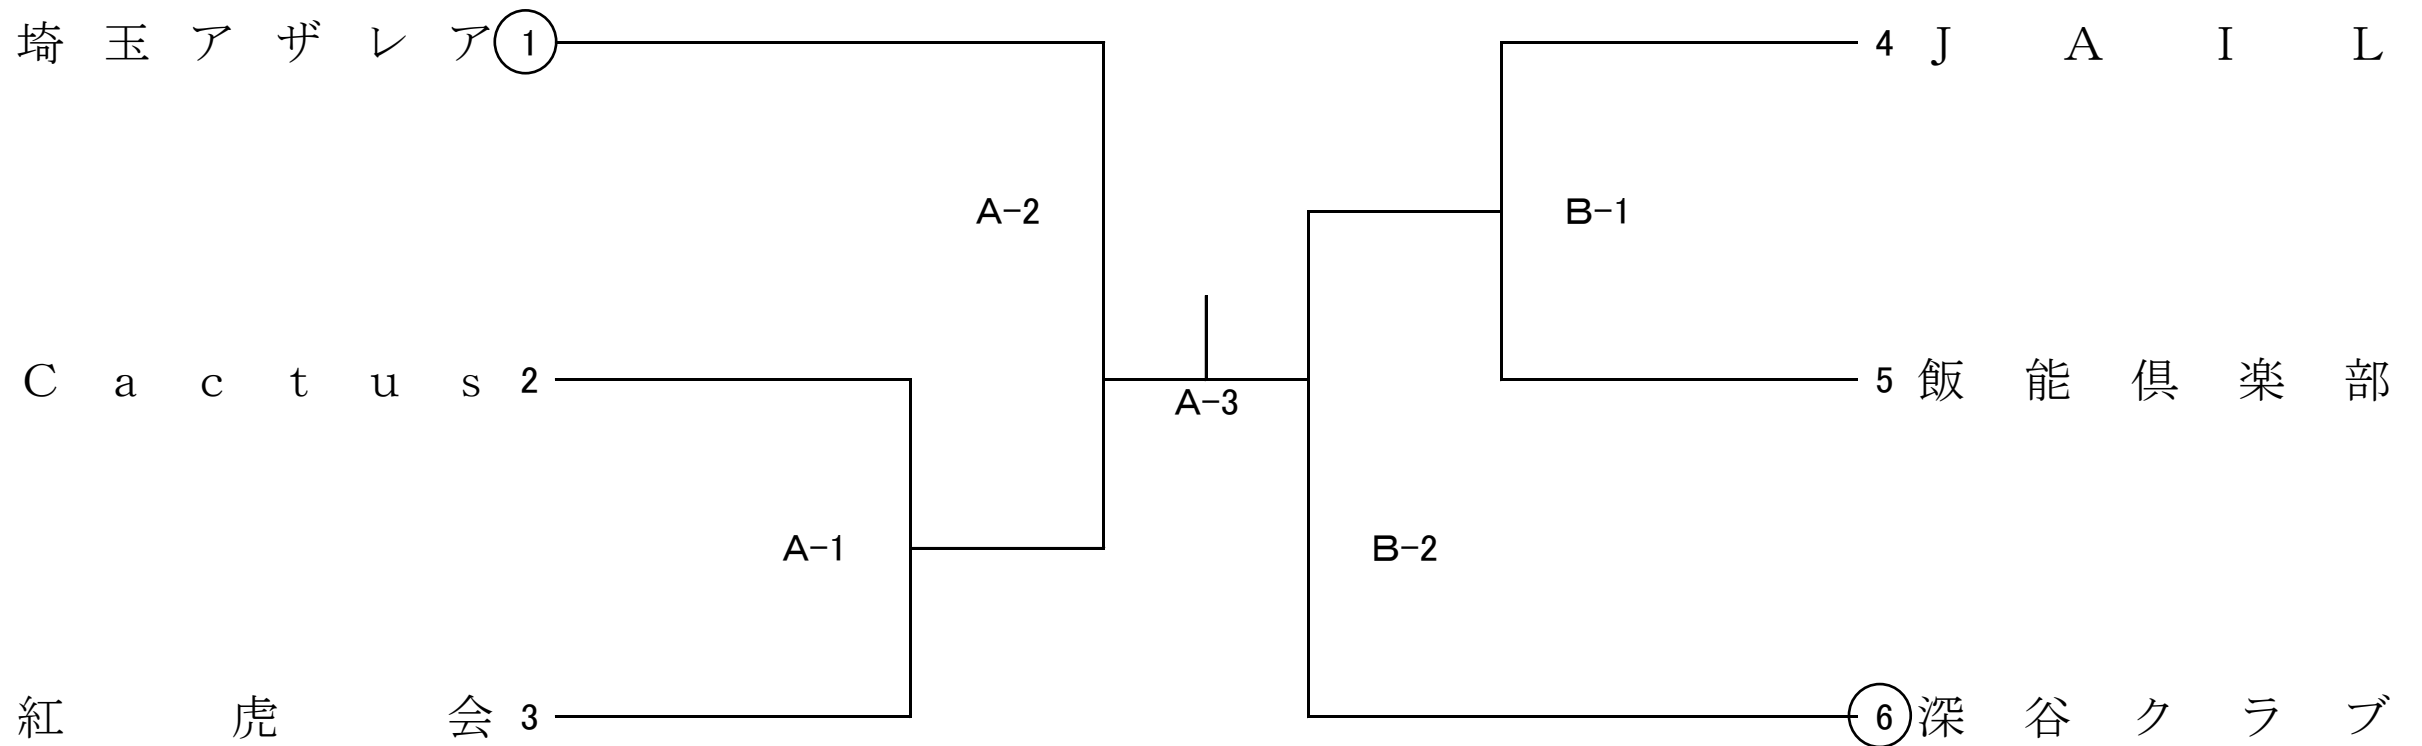 埼玉アザレア 1
4 JAIL
A-2
B-1
Cactus 2
5 飯能倶楽部
A-3
A-1
B-2
紅虎会 3
6 深谷クラブ